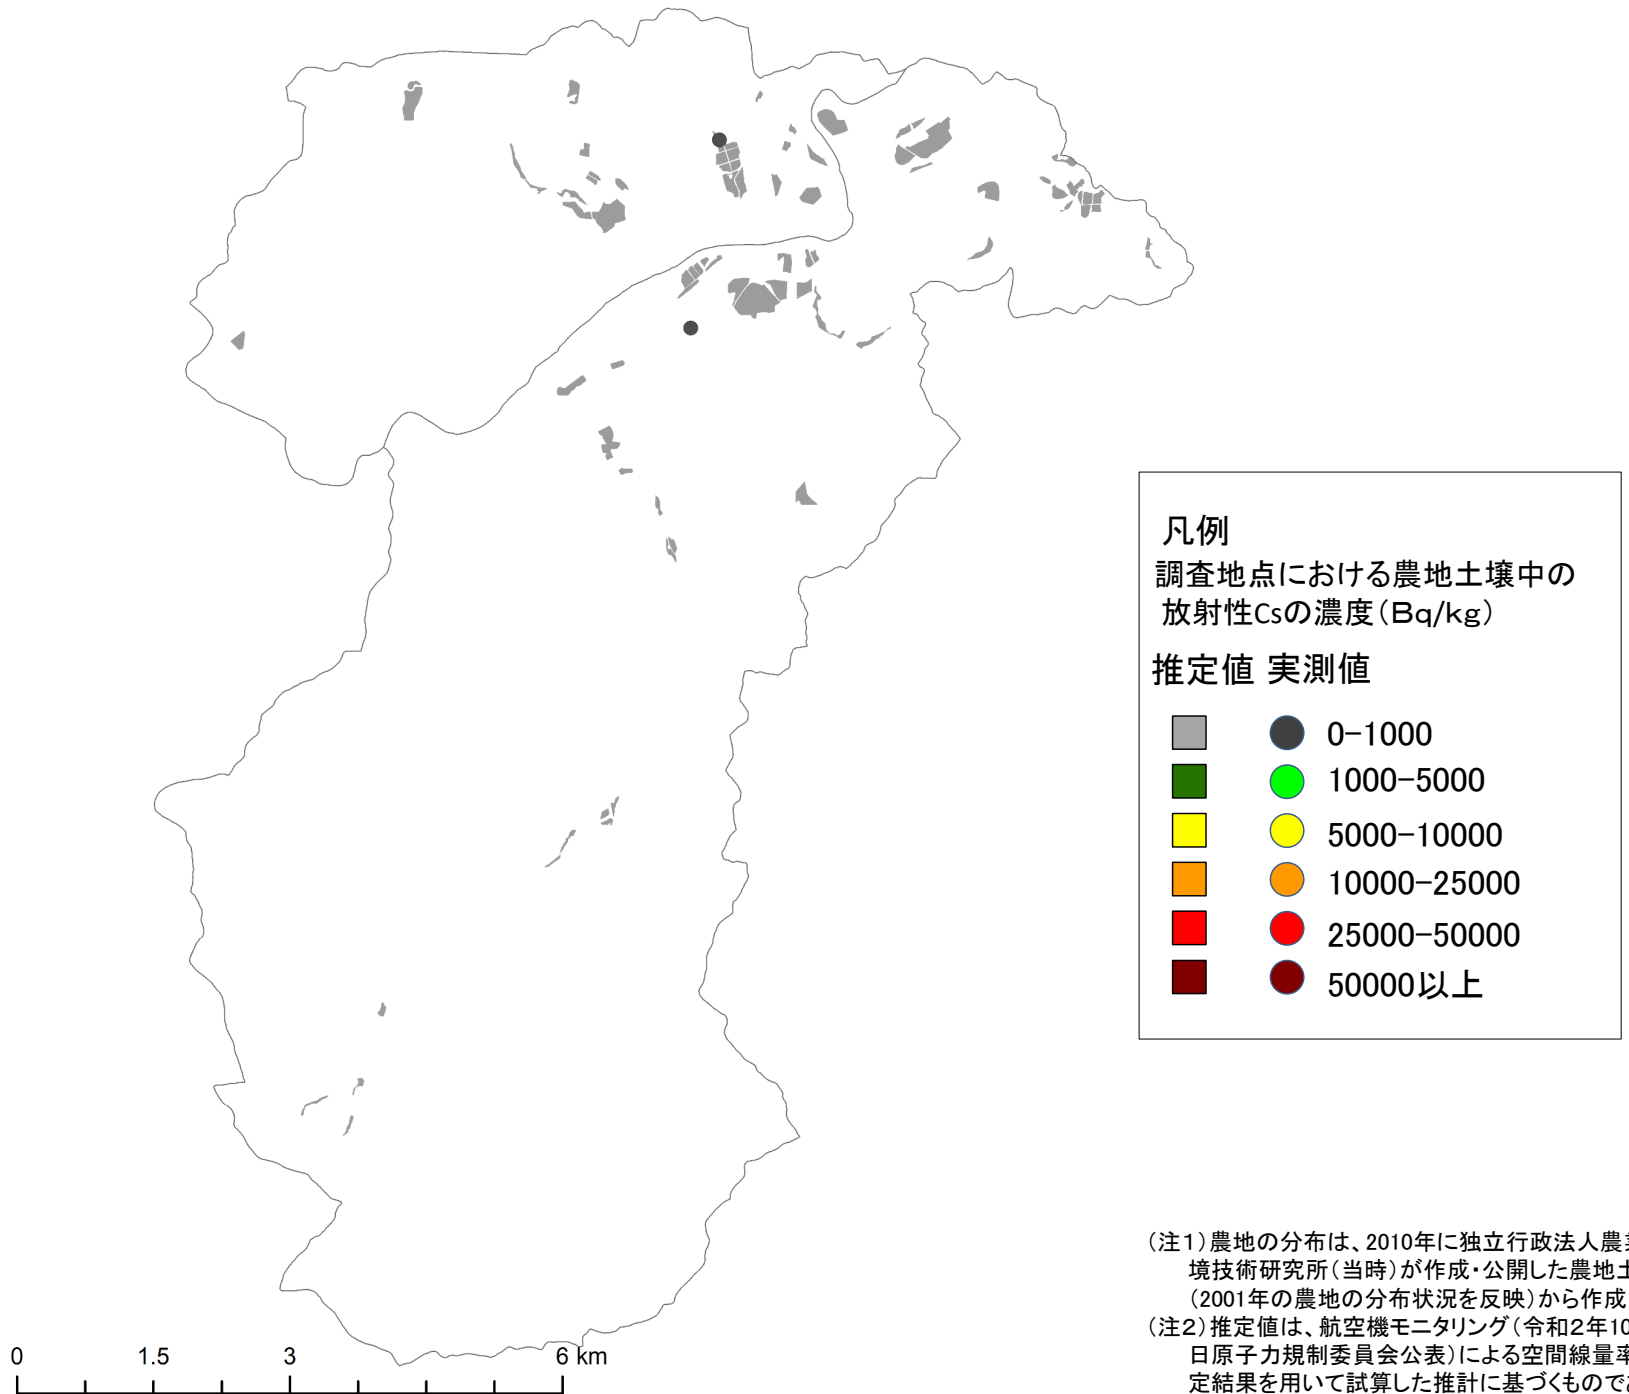 凡例
調査地点における農地土壌中の
放射性Csの濃度（Bq/kg）
推定値 実測値
0-1000
1000-5000
5000-10000
10000-25000
25000-50000
50000以上
0 1.5 3 6 km
（注１）農地の分布は、2010年に独立行政法人農業
境技術研究所（当時）が作成・公開した農地土
（2001年の農地の分布状況を反映）から作成
（注２）推定値は、航空機モニタリング（令和２年10
日原子力規制委員会公表）による空間線量率
定結果を用いて試算した推計に基づくもので